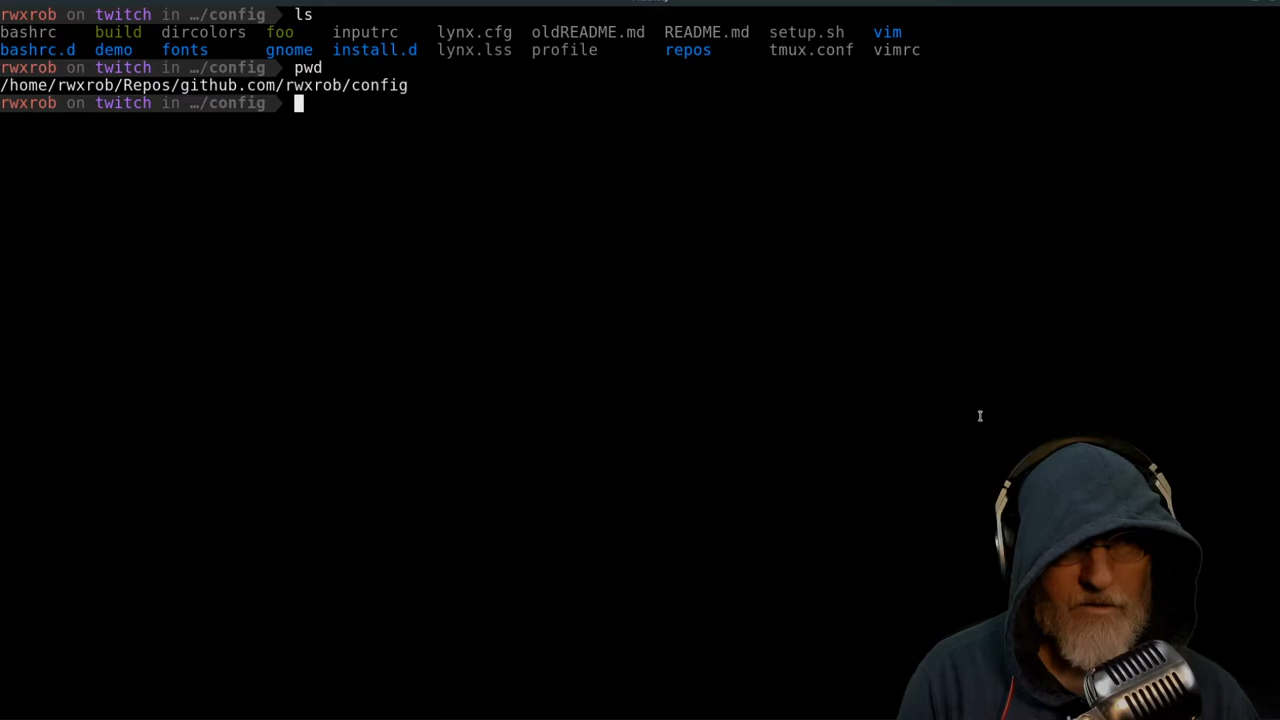 rwxrob on twitch in …/config ls
bashrc build dircolors foo inputrc lynx.cfg oldREADME.md README.md setup.sh vim
bashrc.d demo fonts gnome install.d lynx.lss profile repos tmux.conf vimrc
rwxrob on twitch in …/config pwd
/home/rwxrob/Repos/github.com/rwxrob/config
rwxrob on twitch in …/config